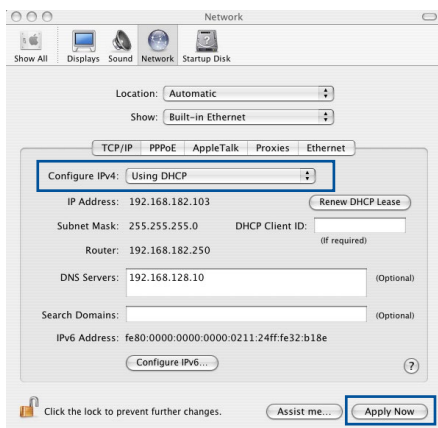 Network
Show All Displays Sound Network Startup Disk
Location: Automatic
Show: Built-in Ethernet
TCP/IP PPPoE AppleTalk Proxies Ethernet
Configure IPv4: Using DHCP
IP Address: 192.168.182.103 Renew DHCP Lease
Subnet Mask: 255.255.255.0 DHCP Client ID:
(If required)
Router: 192.168.182.250
DNS Servers: 192.168.128.10 (Optional)
Search Domains: (Optional)
IPv6 Address: fe80:0000:0000:0000:0211:24ff:fe32:b18e
Configure IPv6... ?
Click the lock to prevent further changes. Assist me... Apply Now